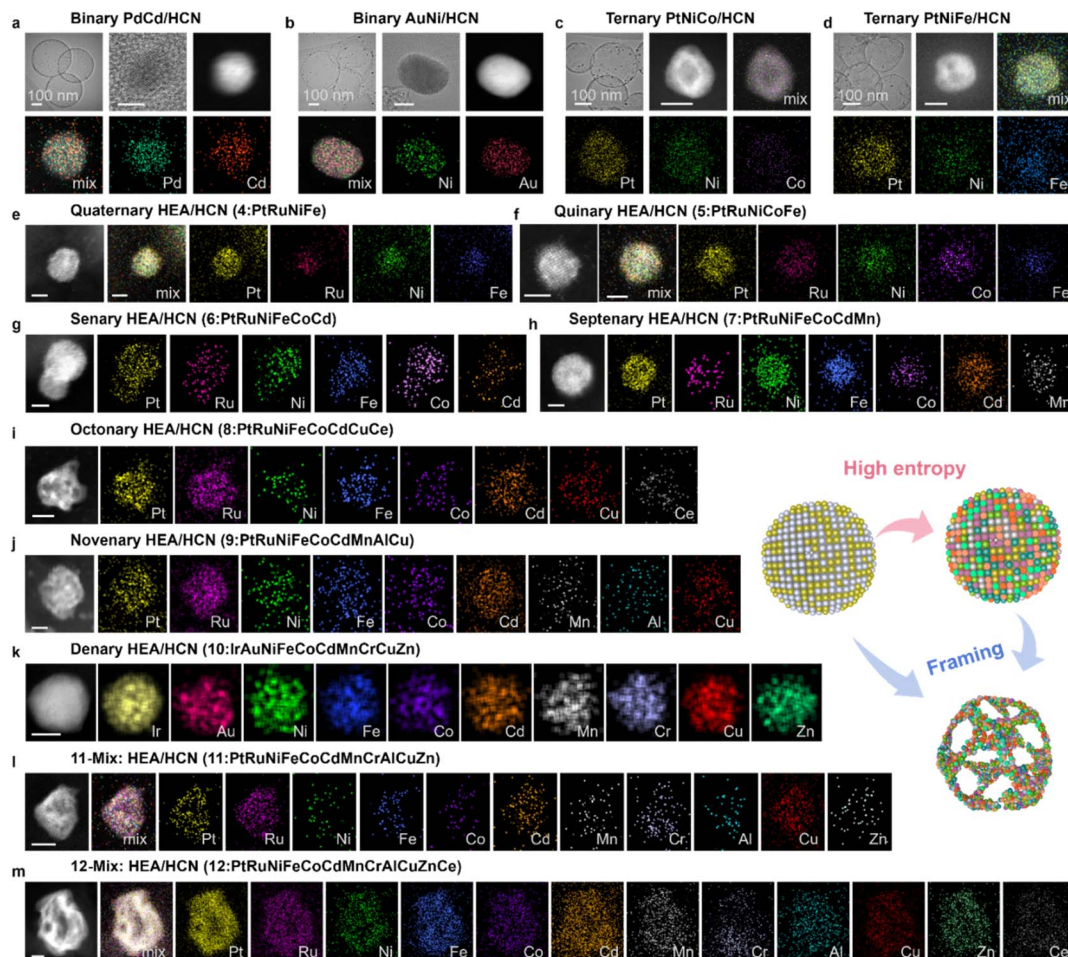 a Binary PdCd/HCN
b Binary AuNi/HCN
c Ternary PtNiCo/HCN
d Ternary PtNiFe/HCN
100 nm
100 nm
100 nm
mix
100 nm
mix
mix Pd Cd
mix Ni Au
Pt Ni Co
Pt Ni Fe
e Quaternary HEA/HCN (4:PtRuNiFe)
f Quinary HEA/HCN (5:PtRuNiCoFe)
mix Pt Ru Ni Fe
mix Pt Ru Ni Co Fe
g Senary HEA/HCN (6:PtRuNiFeCoCd)
h Septenary HEA/HCN (7:PtRuNiFeCoCdMn)
Pt Ru Ni Fe Co Cd
Pt Ru Ni Fe Co Cd Mn
i Octonary HEA/HCN (8:PtRuNiFeCoCdCuCe)
Pt Ru Ni Fe Co Cd Cu Ce
High entropy
j Novenary HEA/HCN (9:PtRuNiFeCoCdMnAlCu)
Pt Ru Ni Fe Co Cd Mn Al Cu
k Denary HEA/HCN (10:IrAuNiFeCoCdMnCrCuZn)
Ir Au Ni Fe Co Cd Mn Cr Cu Zn
Framing
l 11-Mix: HEA/HCN (11:PtRuNiFeCoCdMnCrAlCuZn)
mix Pt Ru Ni Fe Co Cd Mn Cr Al Cu Zn
m 12-Mix: HEA/HCN (12:PtRuNiFeCoCdMnCrAlCuZnCe)
mix Pt Ru Ni Fe Co Cd Mn Cr Al Cu Zn Ce